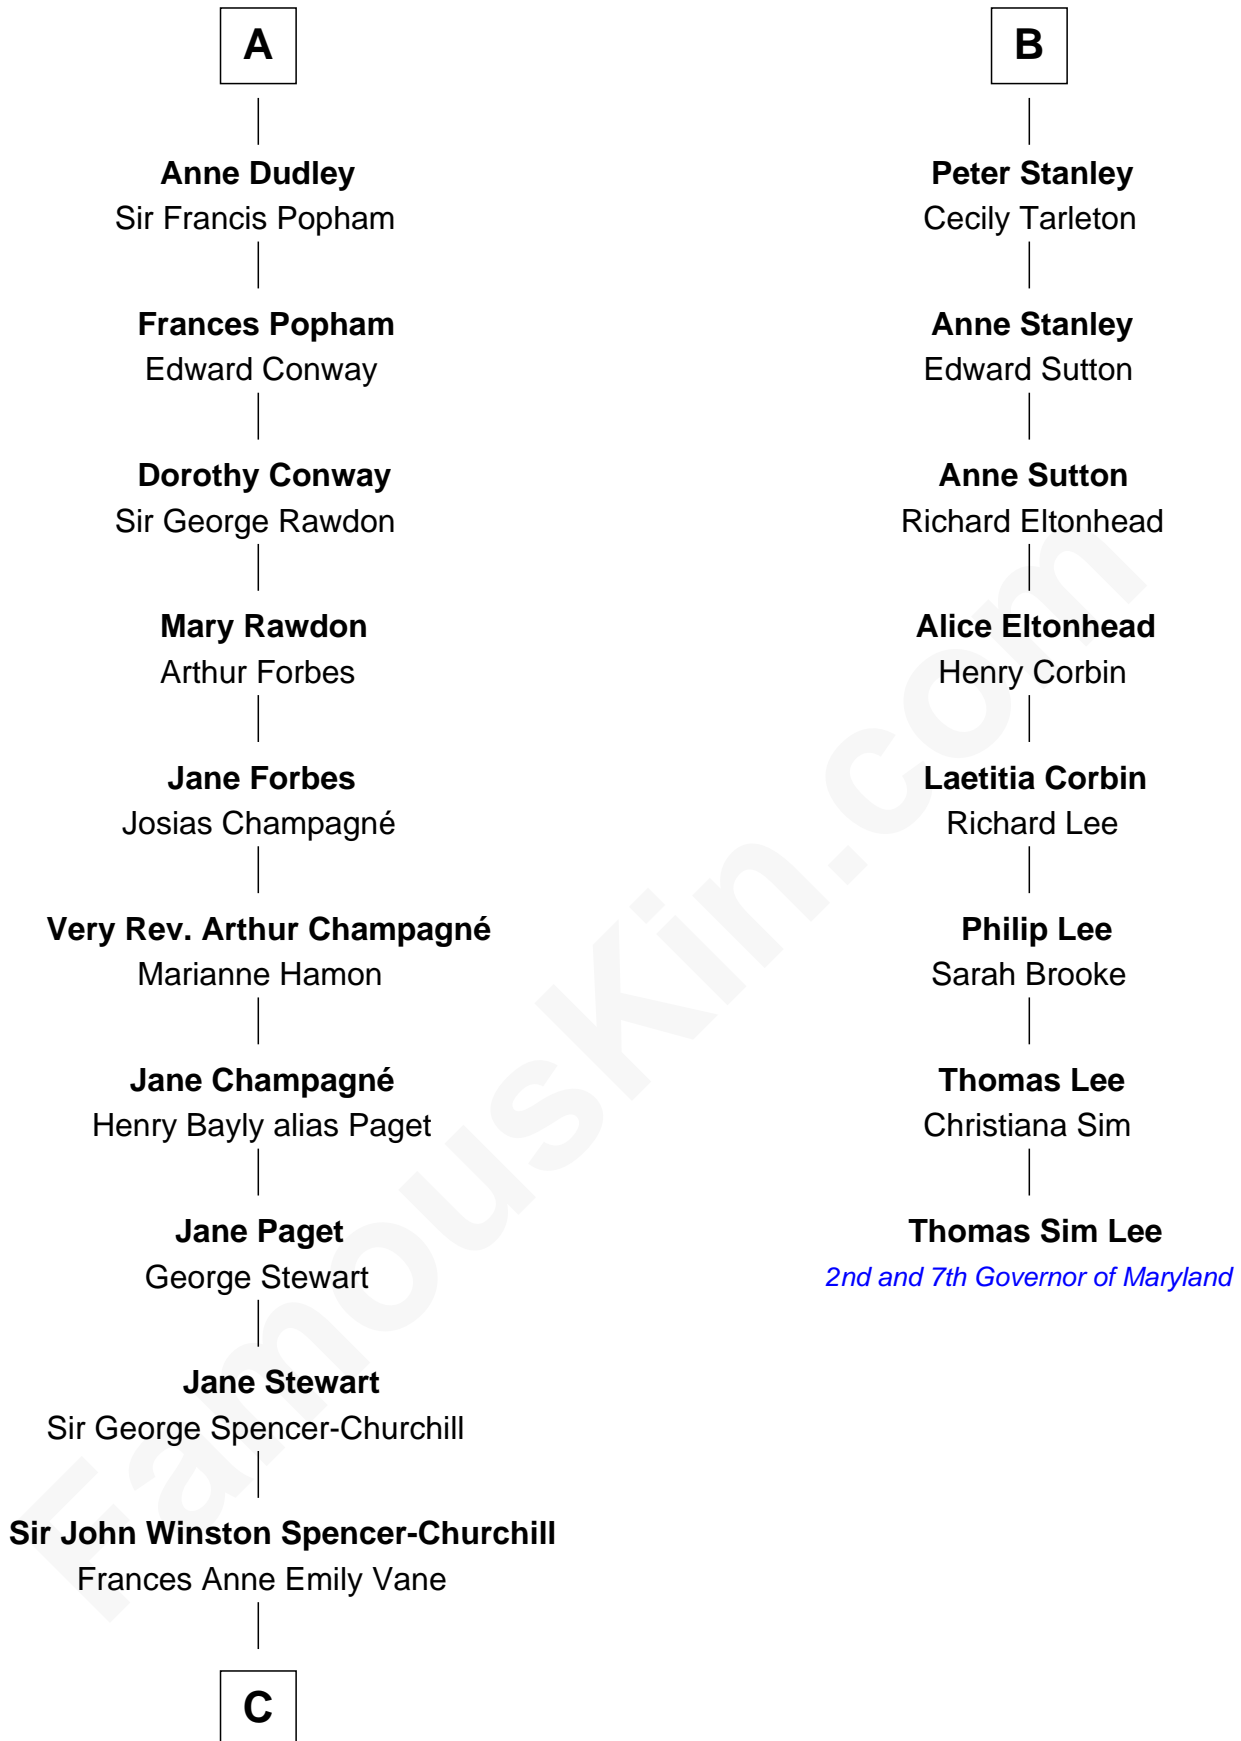 A
Anne Dudley
Sir Francis Popham
Frances Popham
Edward Conway
Dorothy Conway
Sir George Rawdon
Mary Rawdon
Arthur Forbes
Jane Forbes
Josias Champagné
Very Rev. Arthur Champagné
Marianne Hamon
Jane Champagné
Henry Bayly alias Paget
Jane Paget
George Stewart
Jane Stewart
Sir George Spencer-Churchill
Sir John Winston Spencer-Churchill
Frances Anne Emily Vane
C
B
Peter Stanley
Cecily Tarleton
Anne Stanley
Edward Sutton
Anne Sutton
Richard Eltonhead
Alice Eltonhead
Henry Corbin
Laetitia Corbin
Richard Lee
Philip Lee
Sarah Brooke
Thomas Lee
Christiana Sim
Thomas Sim Lee
2nd and 7th Governor of Maryland
FamousKin.com